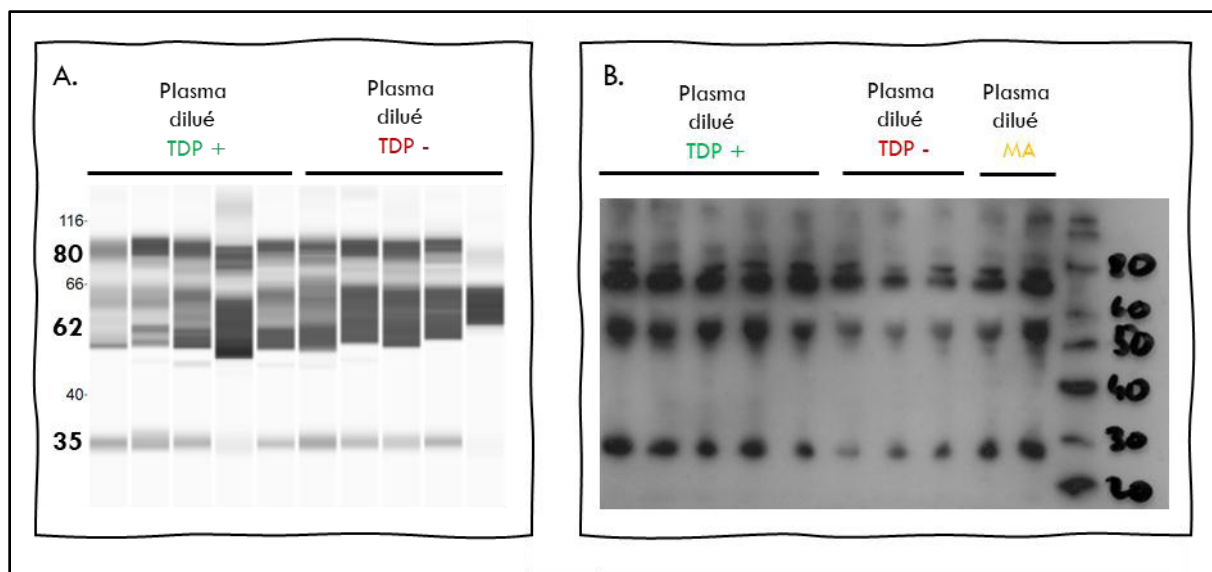 A.
Plasma
dilué
TDP +
Plasma
dilué
TDP -
116-
80
66-
62
40-
35
B.
Plasma
dilué
TDP +
Plasma
dilué
TDP -
Plasma
dilué
MA
80
60
50
40
30
20